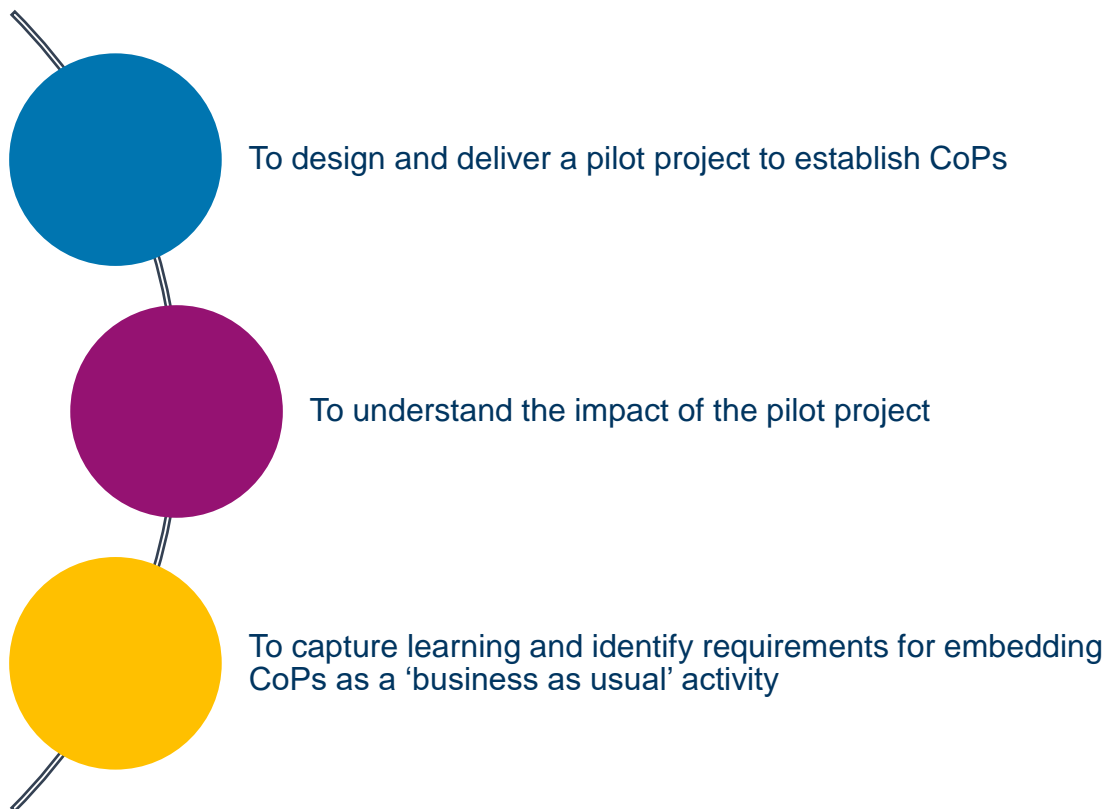 To design and deliver a pilot project to establish CoPs
To understand the impact of the pilot project
To capture learning and identify requirements for embedding
CoPs as a ‘business as usual’ activity